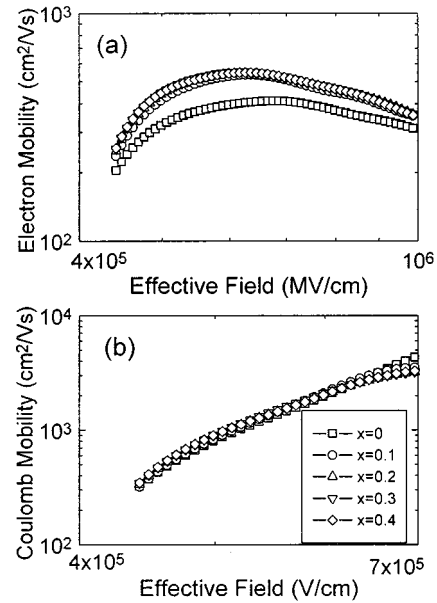 (a)
10³
10²
Electron Mobility (cm²/Vs)
4x10⁵
10⁶
Effective Field (MV/cm)
(b)
10⁴
10³
10²
Coulomb Mobility (cm²/Vs)
x=0
x=0.1
x=0.2
x=0.3
x=0.4
4x10⁵
7x10⁵
Effective Field (V/cm)